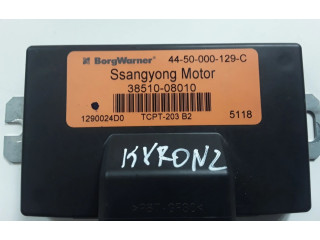 BorgWarner 44-50-000-129-C
Ssangyong Motor
38510-08010
1290024D0 TCPT-203 B2 5118
KYRON2